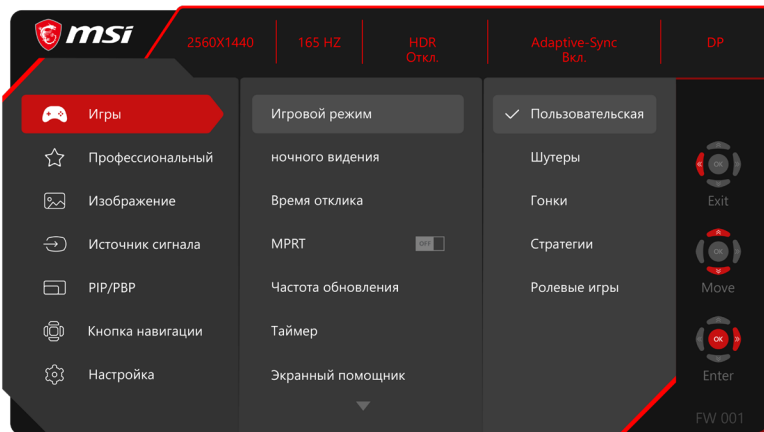 msi
2560X1440
165 HZ
HDR
Откл.
Adaptive-Sync
Вкл.
DP
Игры
Профессиональный
Изображение
Источник сигнала
PIP/PBP
Кнопка навигации
Настройка
Игровой режим
ночного видения
Время отклика
MPRT
OFF
Частота обновления
Таймер
Экранный помощник
Пользовательская
Шутеры
Гонки
Стратегии
Ролевые игры
OK
Exit
OK
Move
OK
Enter
FW 001